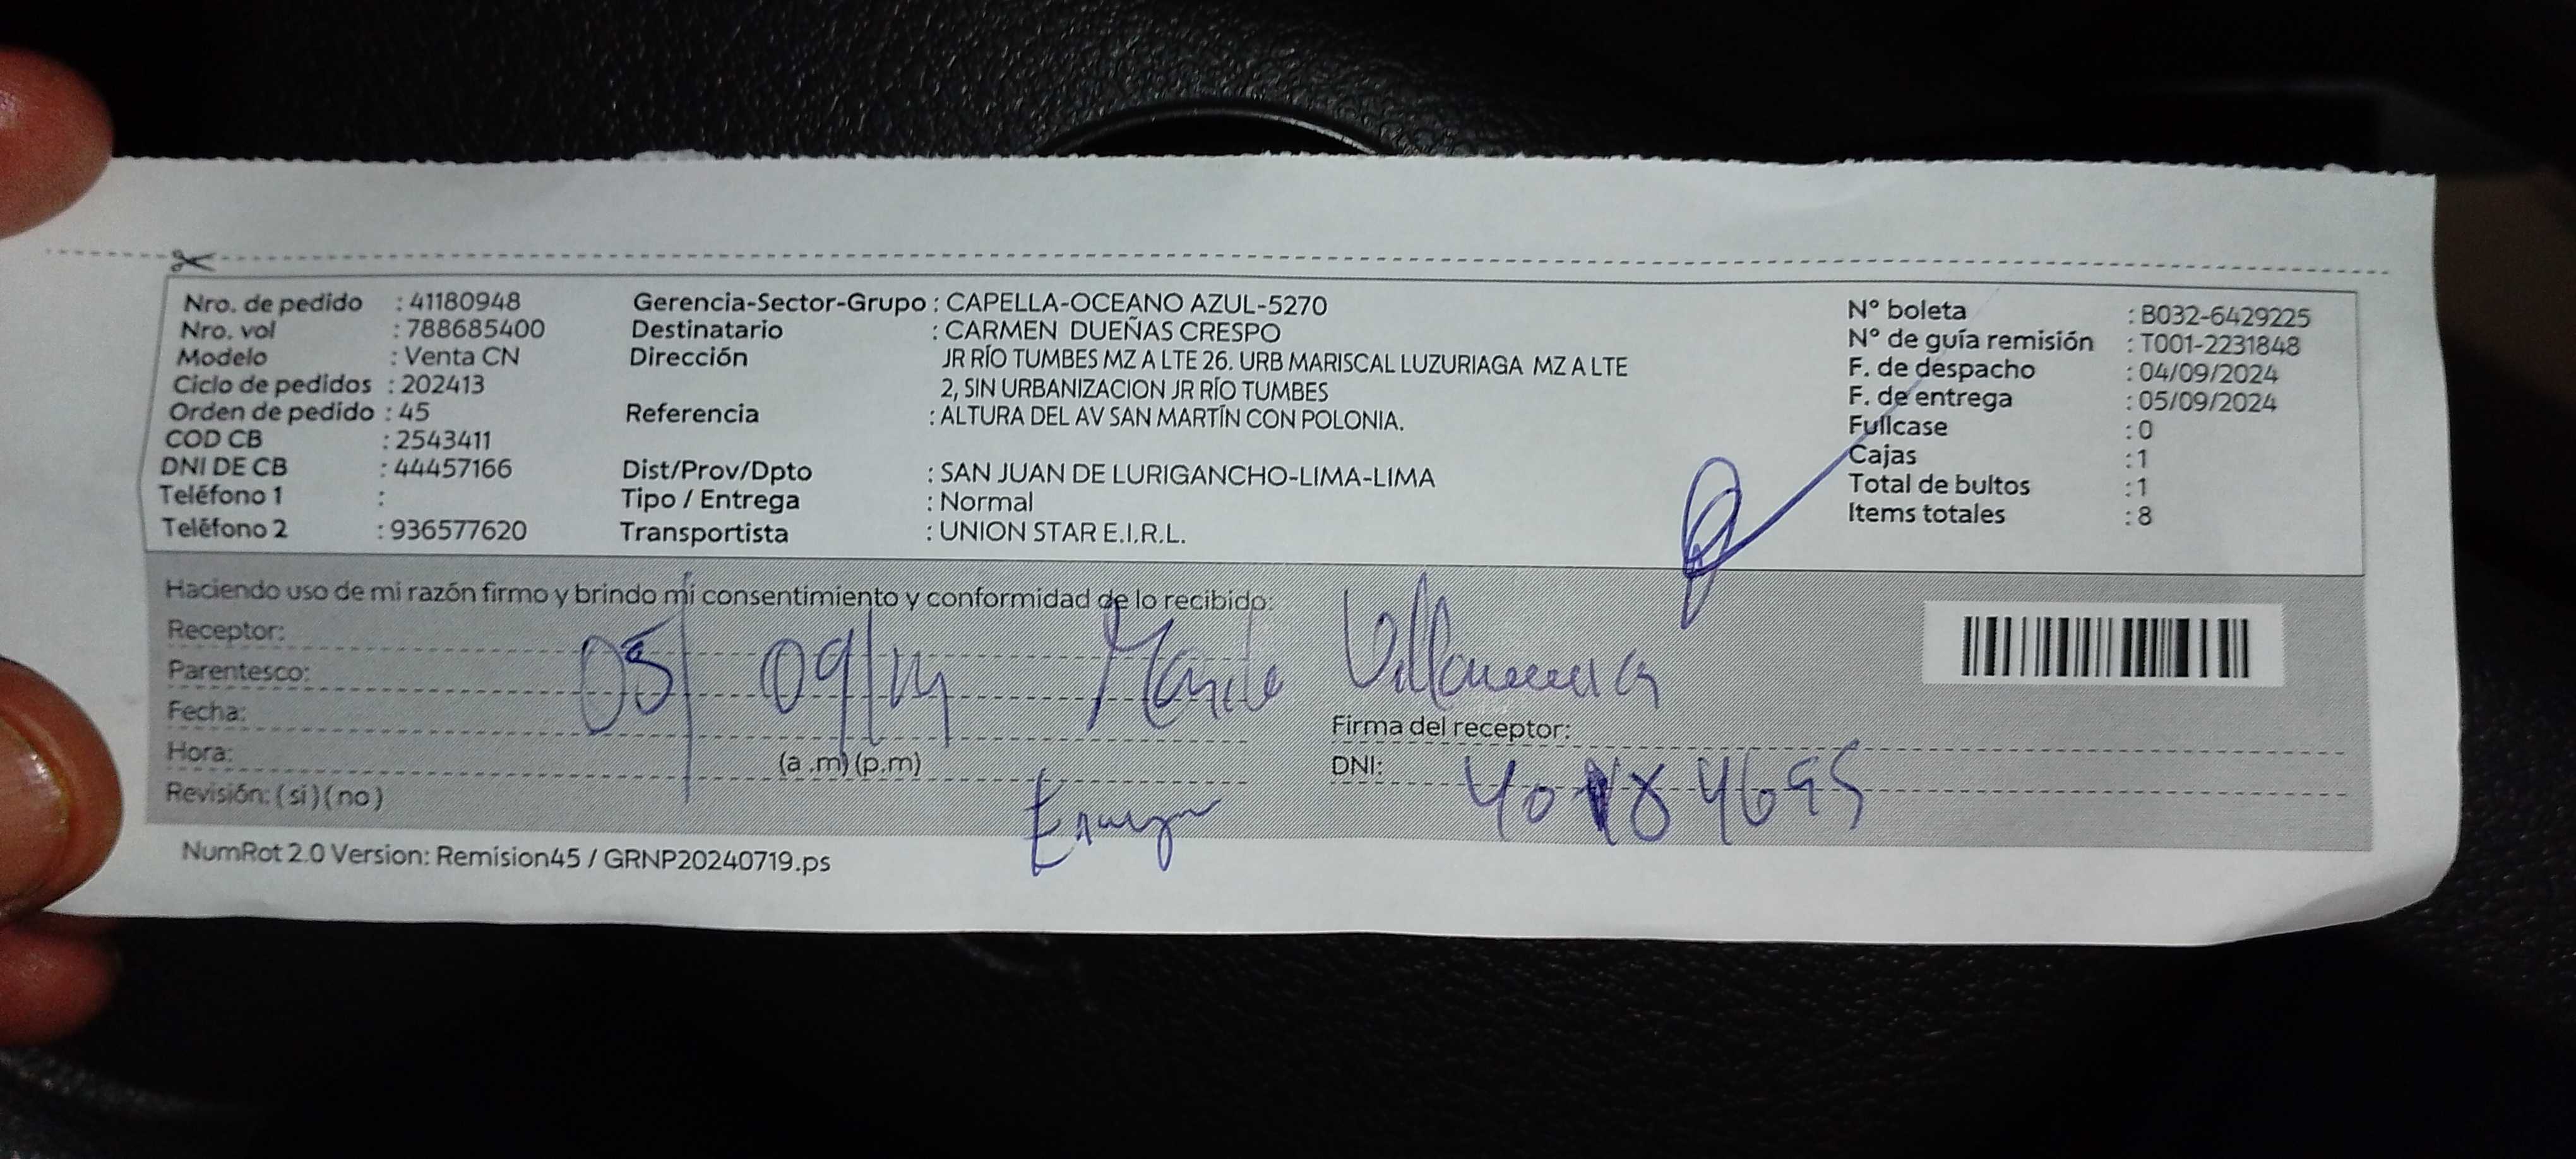 Nro. de pedido : 41180948
Nro. vol : 788685400
Modelo : Venta CN
Ciclo de pedidos : 202413
Orden de pedido : 45
COD CB : 2543411
DNI DE CB : 44457166
Teléfono 1 :
Teléfono 2 : 936577620
Gerencia-Sector-Grupo : CAPELLA-OCEANO AZUL-5270
Destinatario : CARMEN DUEÑAS CRESPO
Dirección JR RÍO TUMBES MZ A LTE 26. URB MARISCAL LUZURIAGA MZ A LTE
2, SIN URBANIZACION JR RÍO TUMBES
Referencia : ALTURA DEL AV SAN MARTÍN CON POLONIA.
Dist/Prov/Dpto : SAN JUAN DE LURIGANCHO-LIMA-LIMA
Tipo / Entrega : Normal
Transportista : UNION STAR E.I.R.L.
N° boleta : B032-6429225
N° de guía remisión : T001-2231848
F. de despacho : 04/09/2024
F. de entrega : 05/09/2024
Fullcase : 0
Cajas : 1
Total de bultos : 1
Items totales : 8
Haciendo uso de mi razón firmo y brindo mi consentimiento y conformidad de lo recibido:
Receptor:
Parentesco:
05/09/
Fecha:
Firma del receptor:
Hora: (a .m) (p.m)
DNI:
Revisión: ( si ) ( no )
NumRot 2.0 Version: Remision45 / GRNP20240719.ps